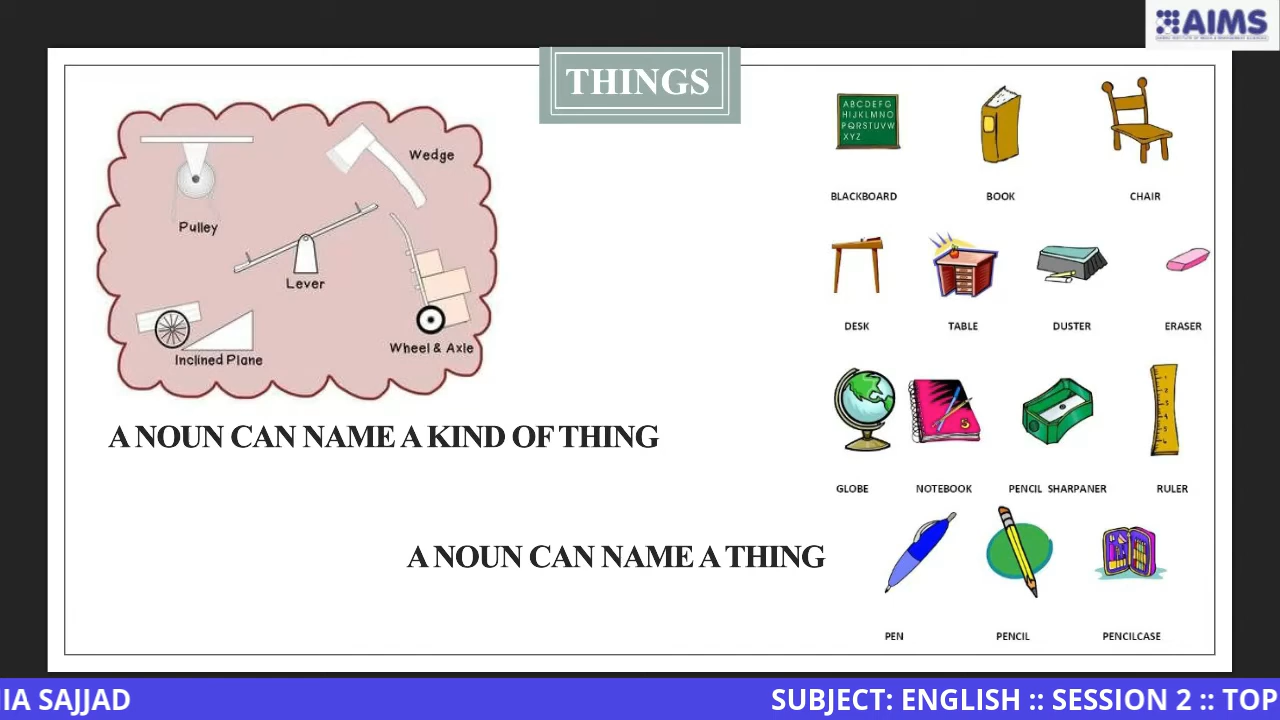 AIMS
THINGS
Wedge
Pulley
Lever
Inclined Plane
Wheel & Axle
A NOUN CAN NAME A KIND OF THING
A NOUN CAN NAME A THING
ABCDEFG
HIJKLMNO
PQRSTUVW
XYZ
BLACKBOARD BOOK CHAIR
DESK TABLE DUSTER ERASER
GLOBE NOTEBOOK PENCIL SHARPANER RULER
PEN PENCIL PENCILCASE
IA SAJJAD SUBJECT: ENGLISH :: SESSION 2 :: TOP